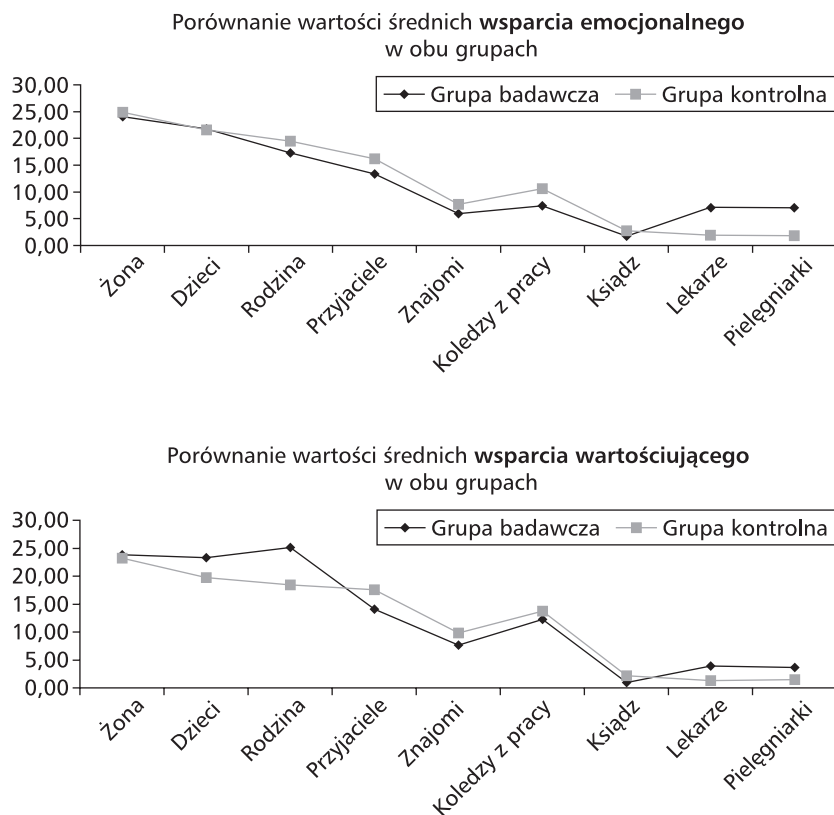 Porównanie wartości średnich wsparcia emocjonalnego
w obu grupach
Grupa badawcza Grupa kontrolna
30,00
25,00
20,00
15,00
10,00
5,00
0,00
Żona
Dzieci
Rodzina
Przyjaciele
Znajomi
Koledzy z pracy
Ksiądz
Lekarze
Pielęgniarki
Porównanie wartości średnich wsparcia wartościującego
w obu grupach
Grupa badawcza Grupa kontrolna
30,00
25,00
20,00
15,00
10,00
5,00
0,00
Żona
Dzieci
Rodzina
Przyjaciele
Znajomi
Koledzy z pracy
Ksiądz
Lekarze
Pielęgniarki